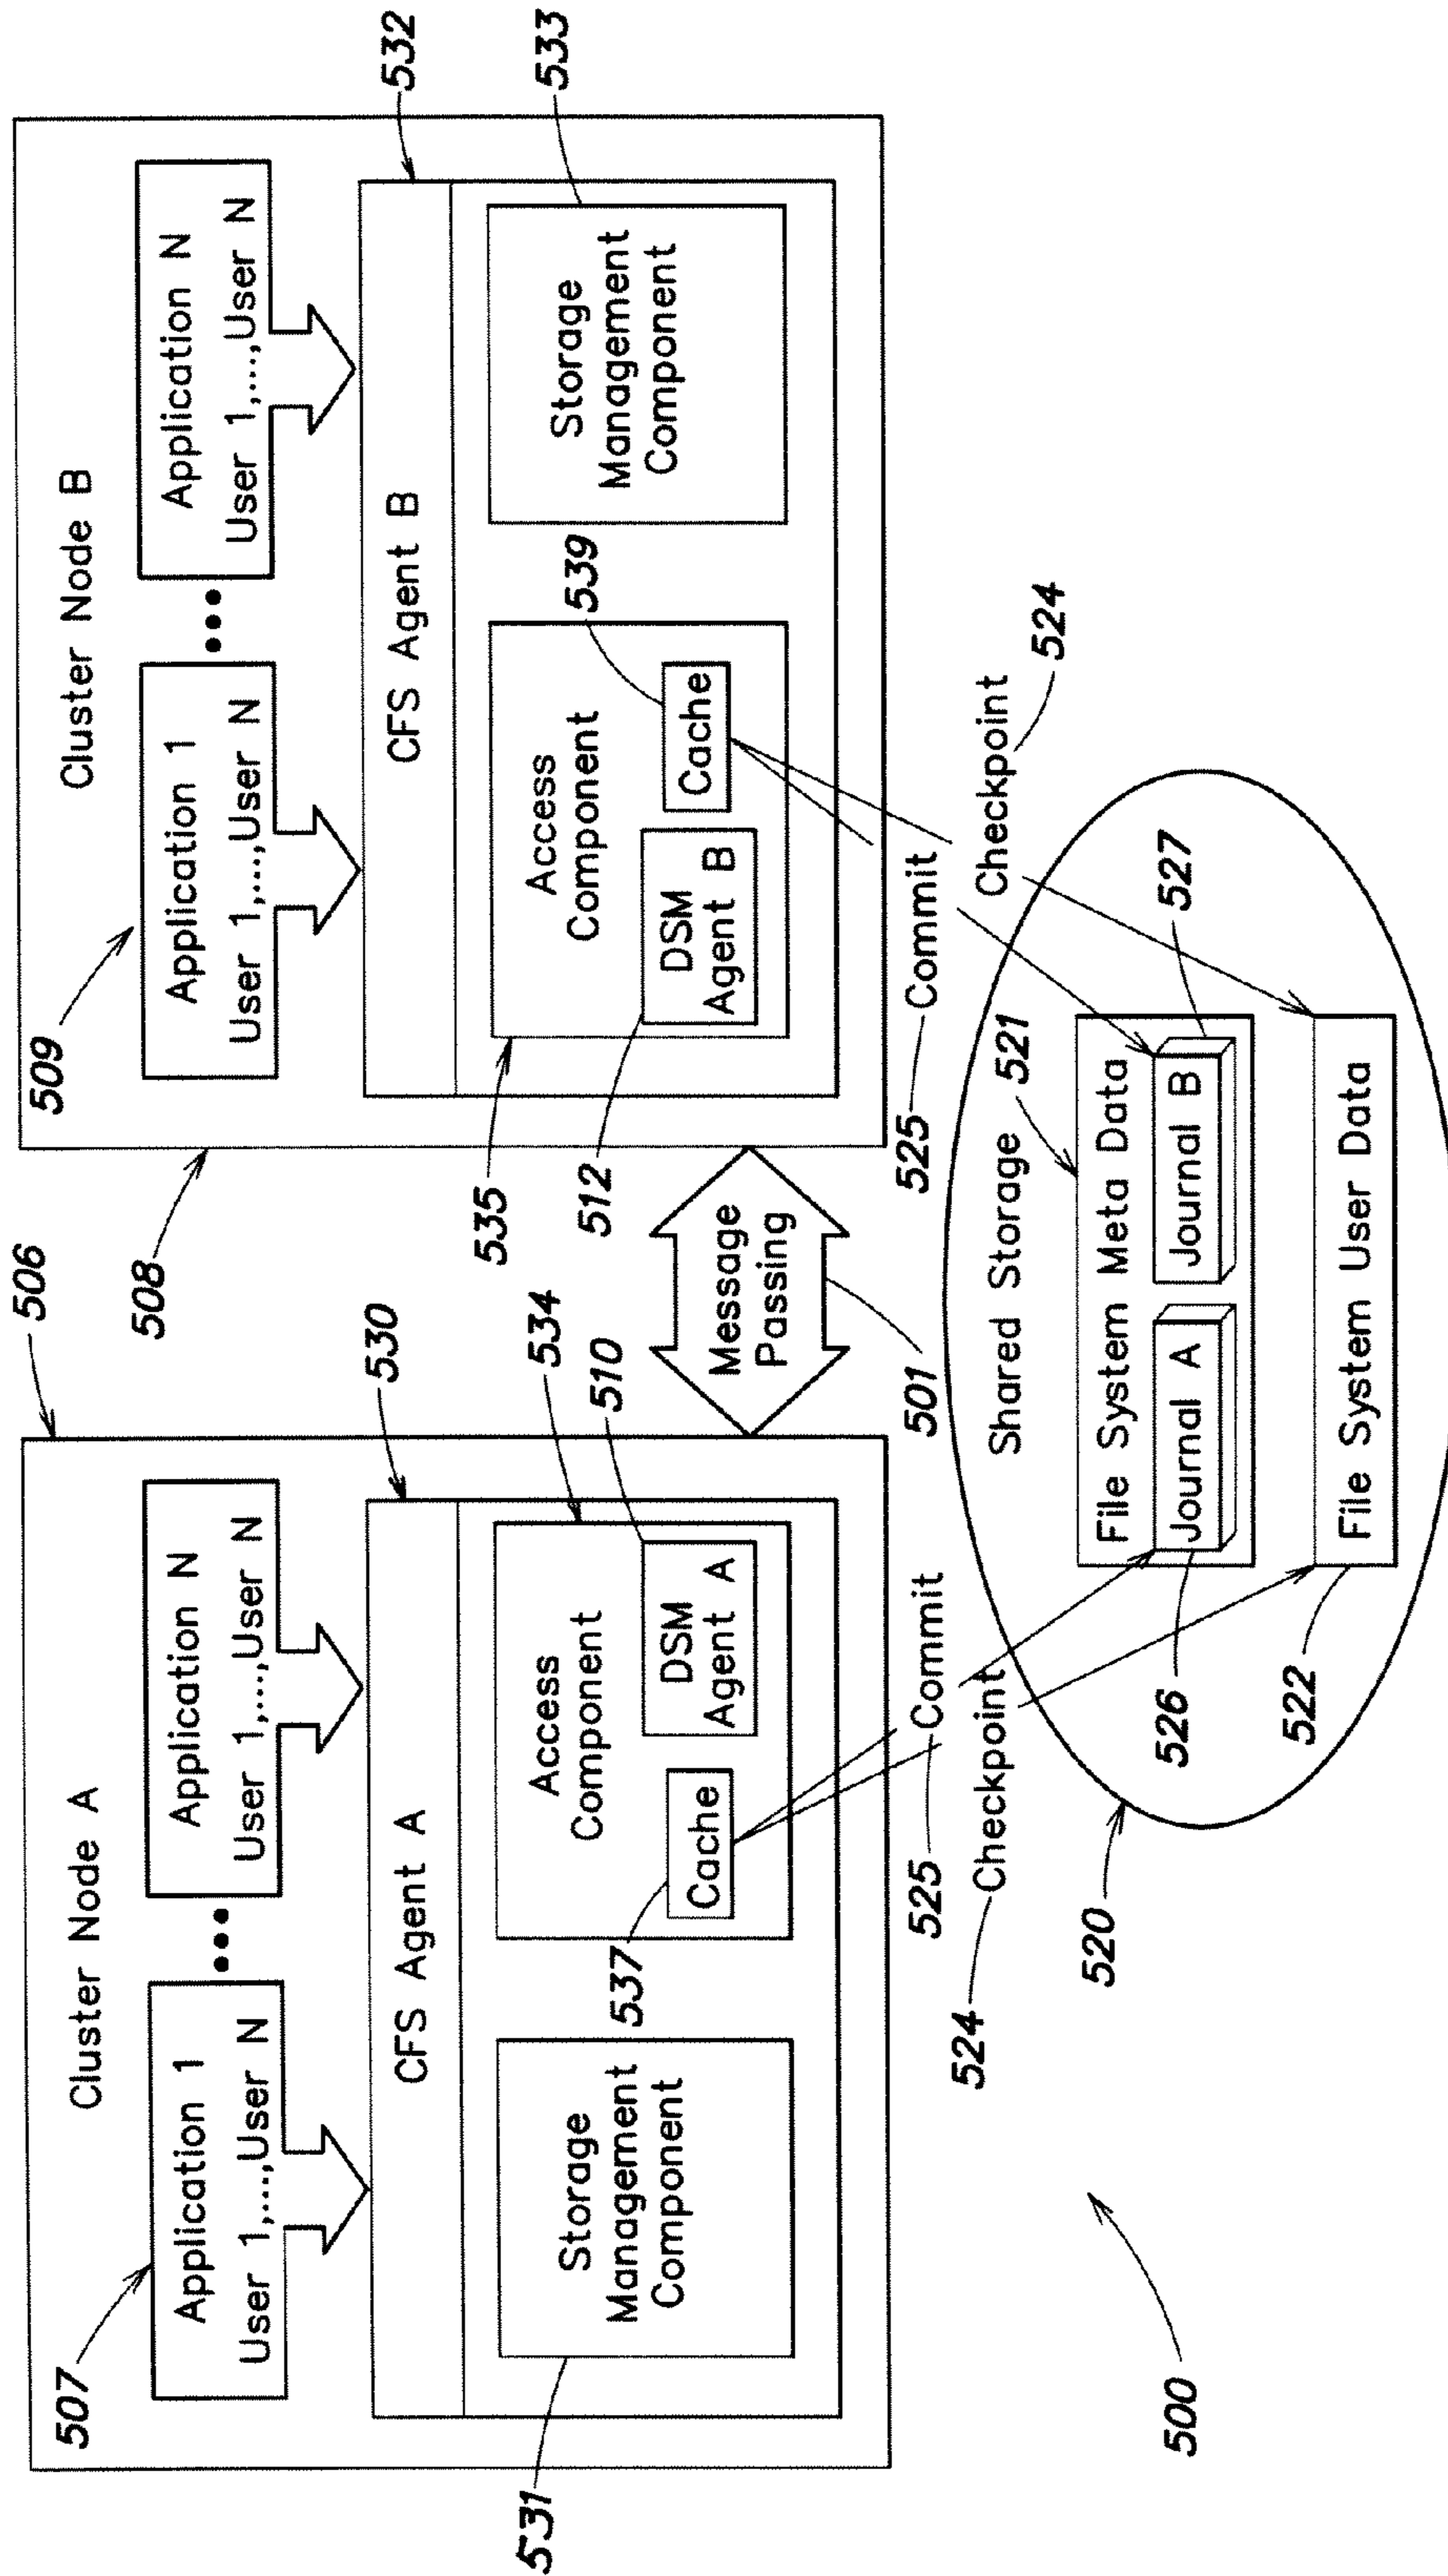 506
Cluster Node A
507
Application 1
User 1,...,User N
•••
Application N
User 1,...,User N
530
CFS Agent A
531
Storage
Management
Component
534
Access
Component
537
Cache
510
DSM
Agent A
508
Cluster Node B
509
Application 1
User 1,...,User N
•••
Application N
User 1,...,User N
532
CFS Agent B
535
Access
Component
512
DSM
Agent B
539
Cache
533
Storage
Management
Component
Message
Passing
501
525 Commit
524 Checkpoint
525 Commit
Checkpoint 524
520
Shared Storage
521
File System Meta Data
526
Journal A
Journal B
527
522
File System User Data
500